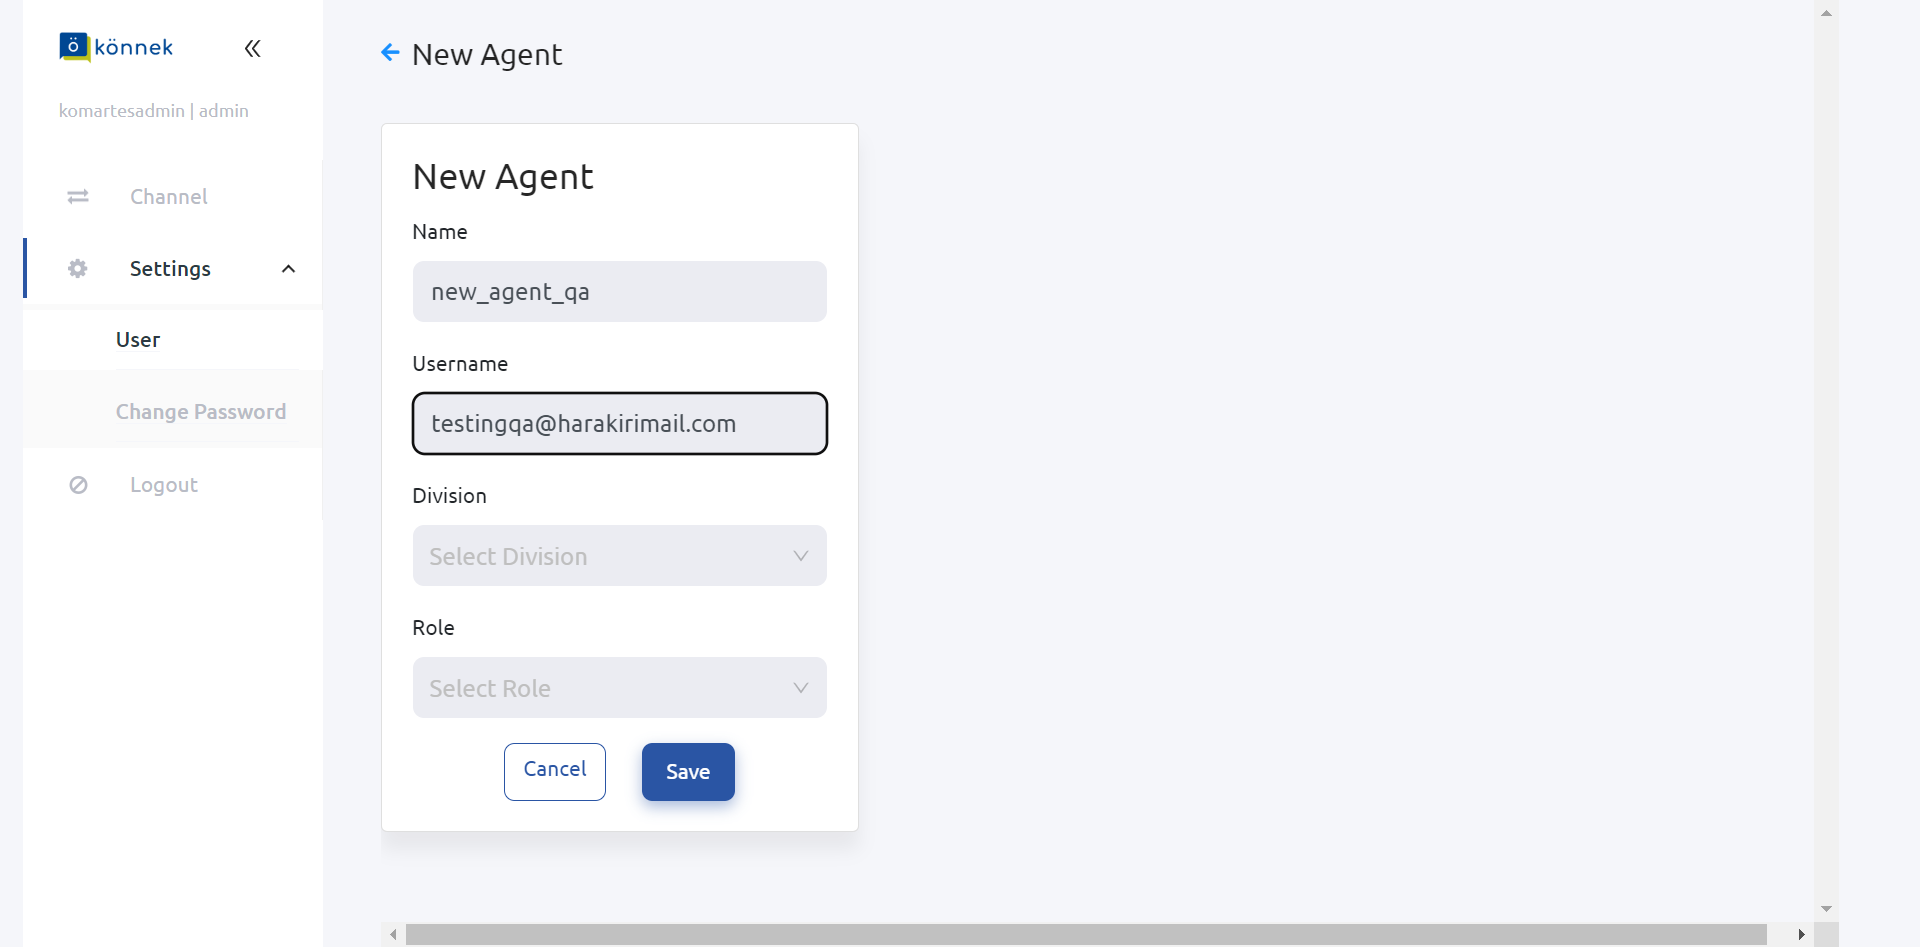 ö könnek
komartesadmin | admin
Channel
Settings
User
Change Password
Logout
New Agent
New Agent
Name
new_agent_qa
Username
testingqa@harakirimail.com
Division
Select Division
Role
Select Role
Cancel
Save